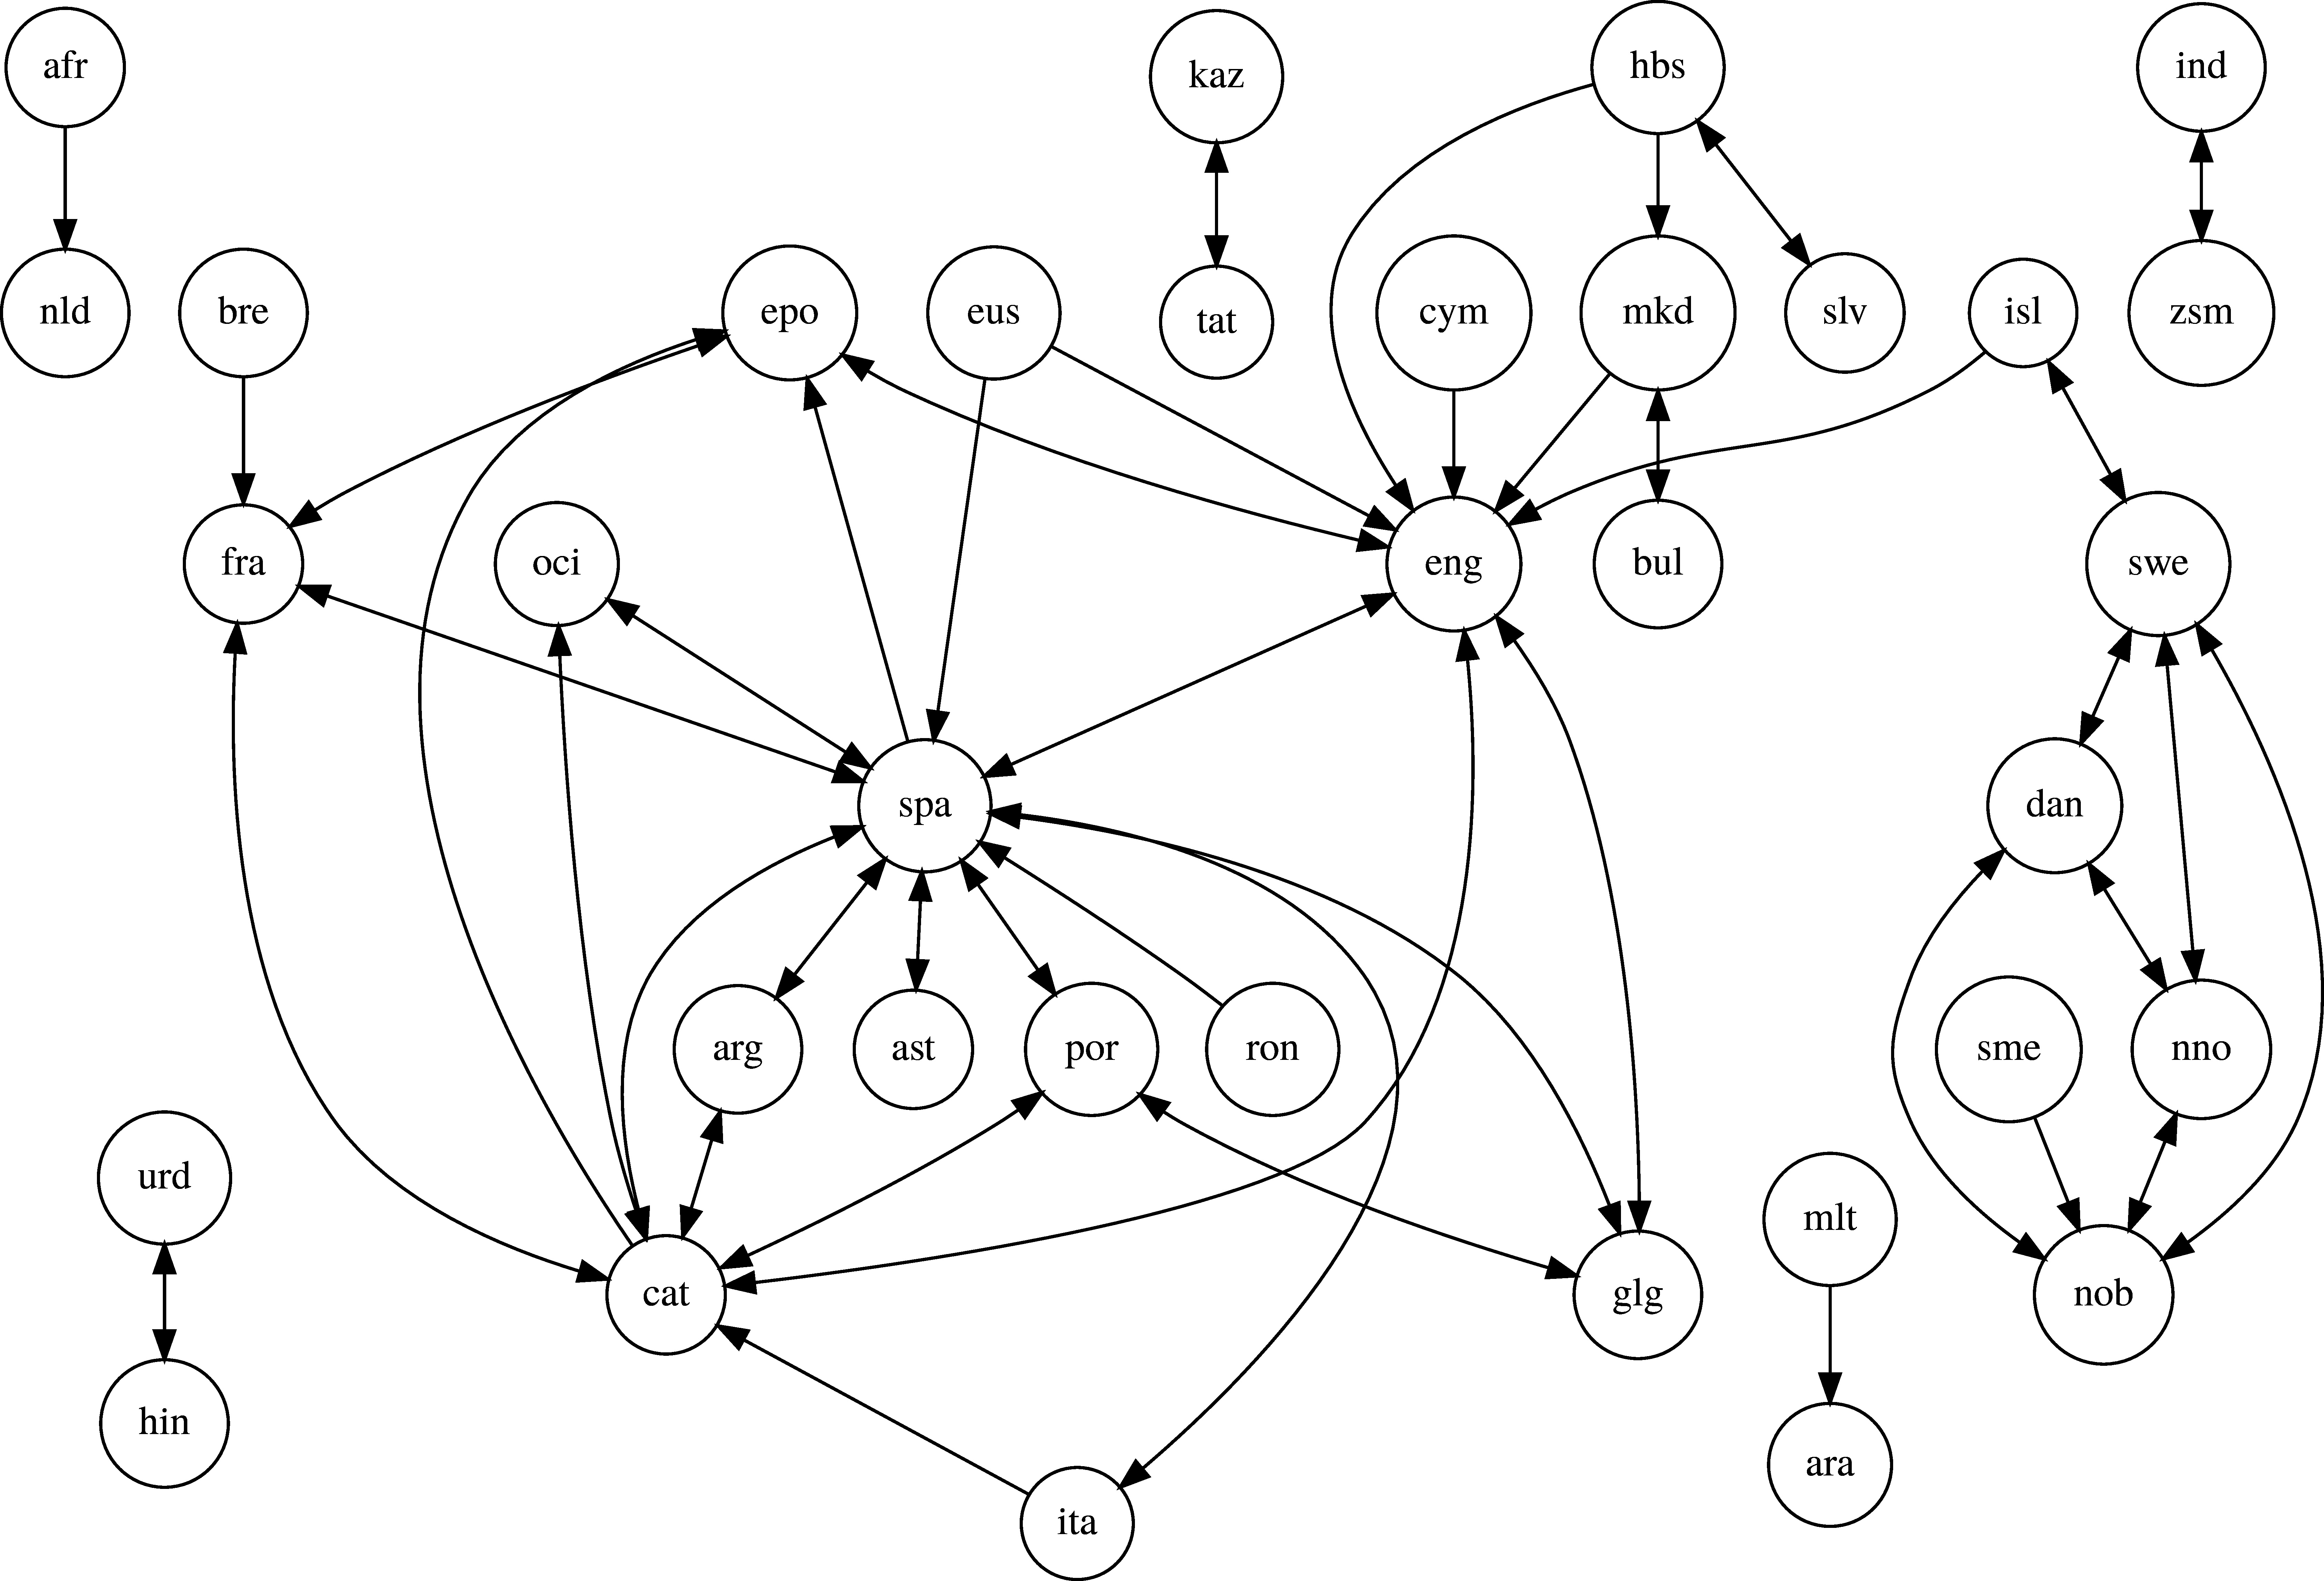 afr
kaz
hbs
ind
nld
bre
epo
eus
tat
cym
mkd
slv
isl
zsm
fra
oci
eng
bul
swe
spa
dan
arg
ast
por
ron
sme
nno
urd
mlt
cat
glg
nob
hin
ara
ita